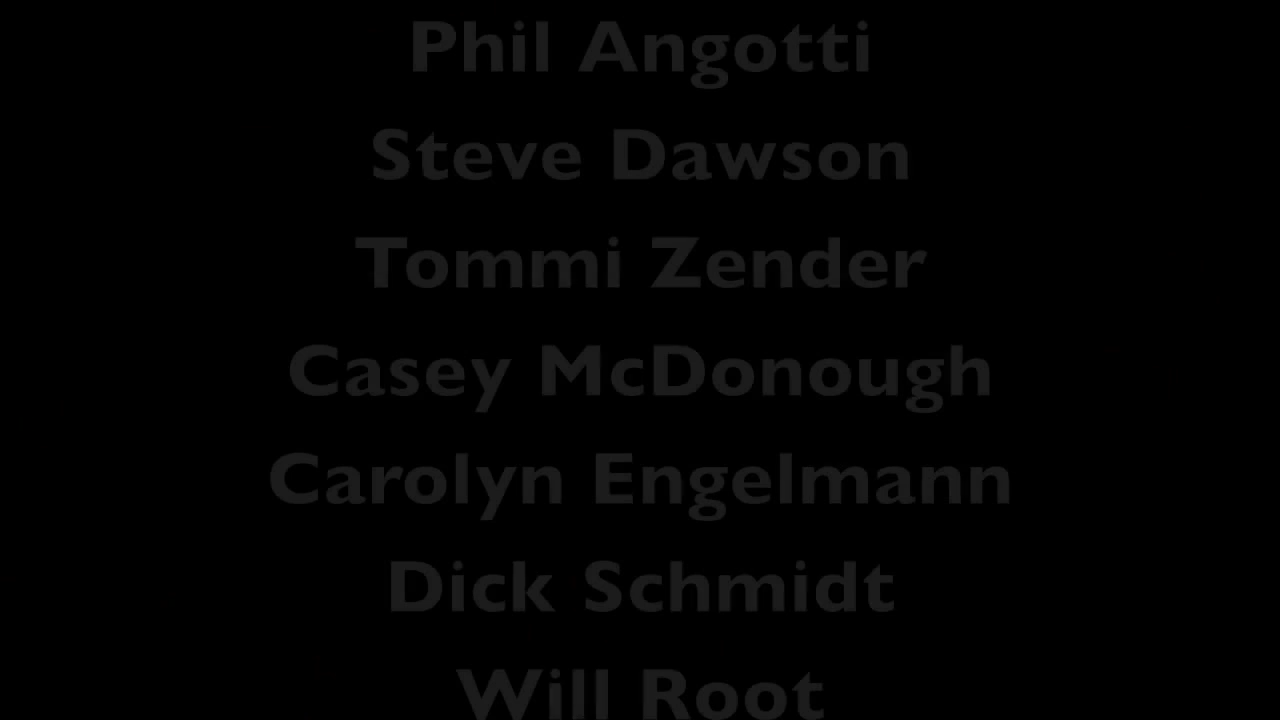 Phil Angotti
Steve Dawson
Tommi Zender
Casey McDonough
Carolyn Engelmann
Dick Schmidt
Will Root